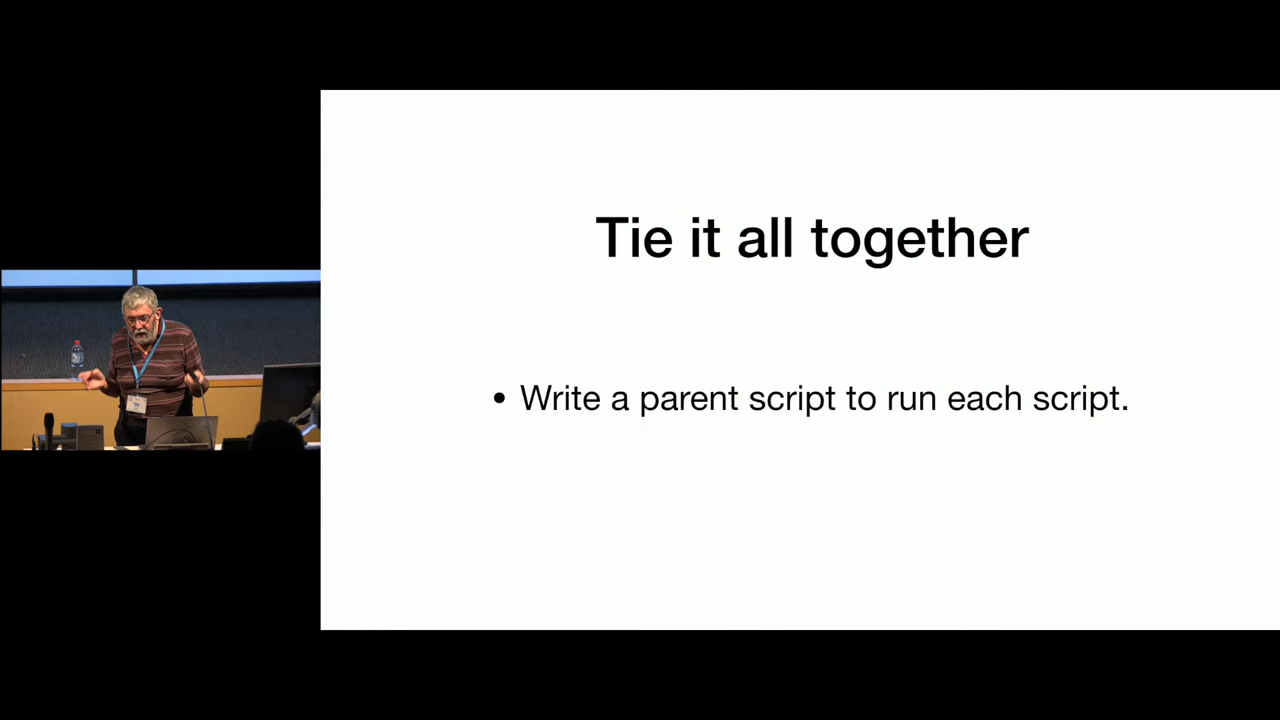 Tie it all together
• Write a parent script to run each script.